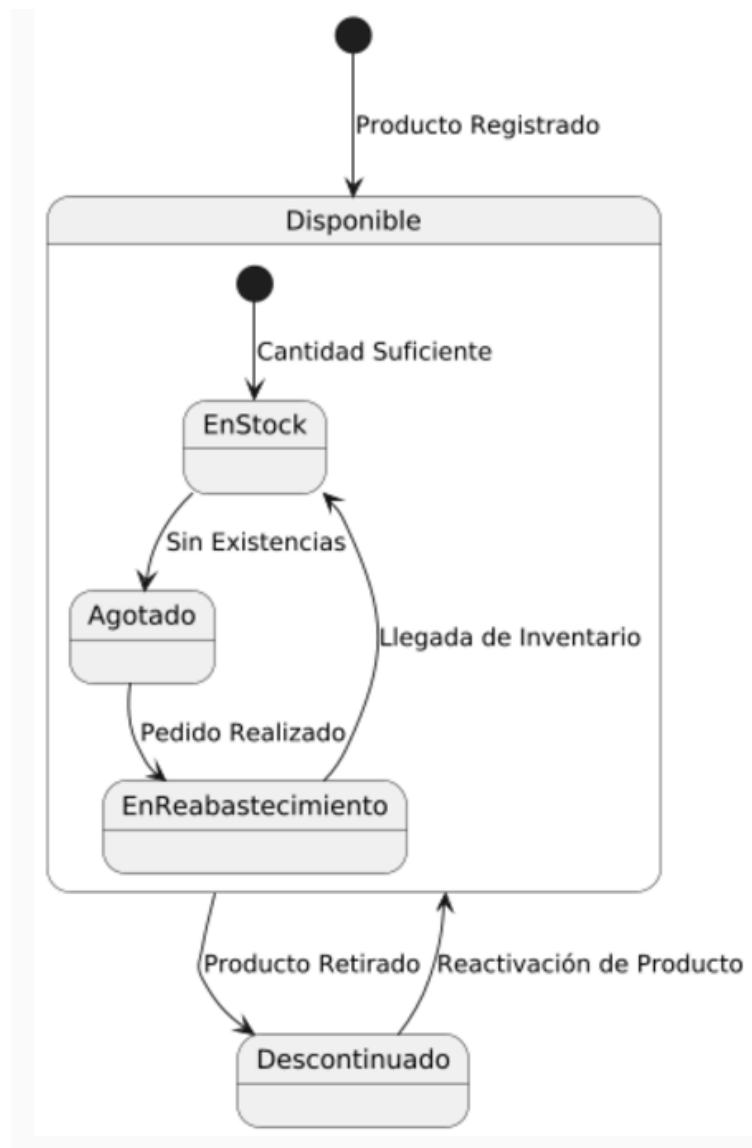 Producto Registrado
Disponible
Cantidad Suficiente
EnStock
Sin Existencias
Agotado
Llegada de Inventario
Pedido Realizado
EnReabastecimiento
Producto Retirado
Reactivación de Producto
Descontinuado